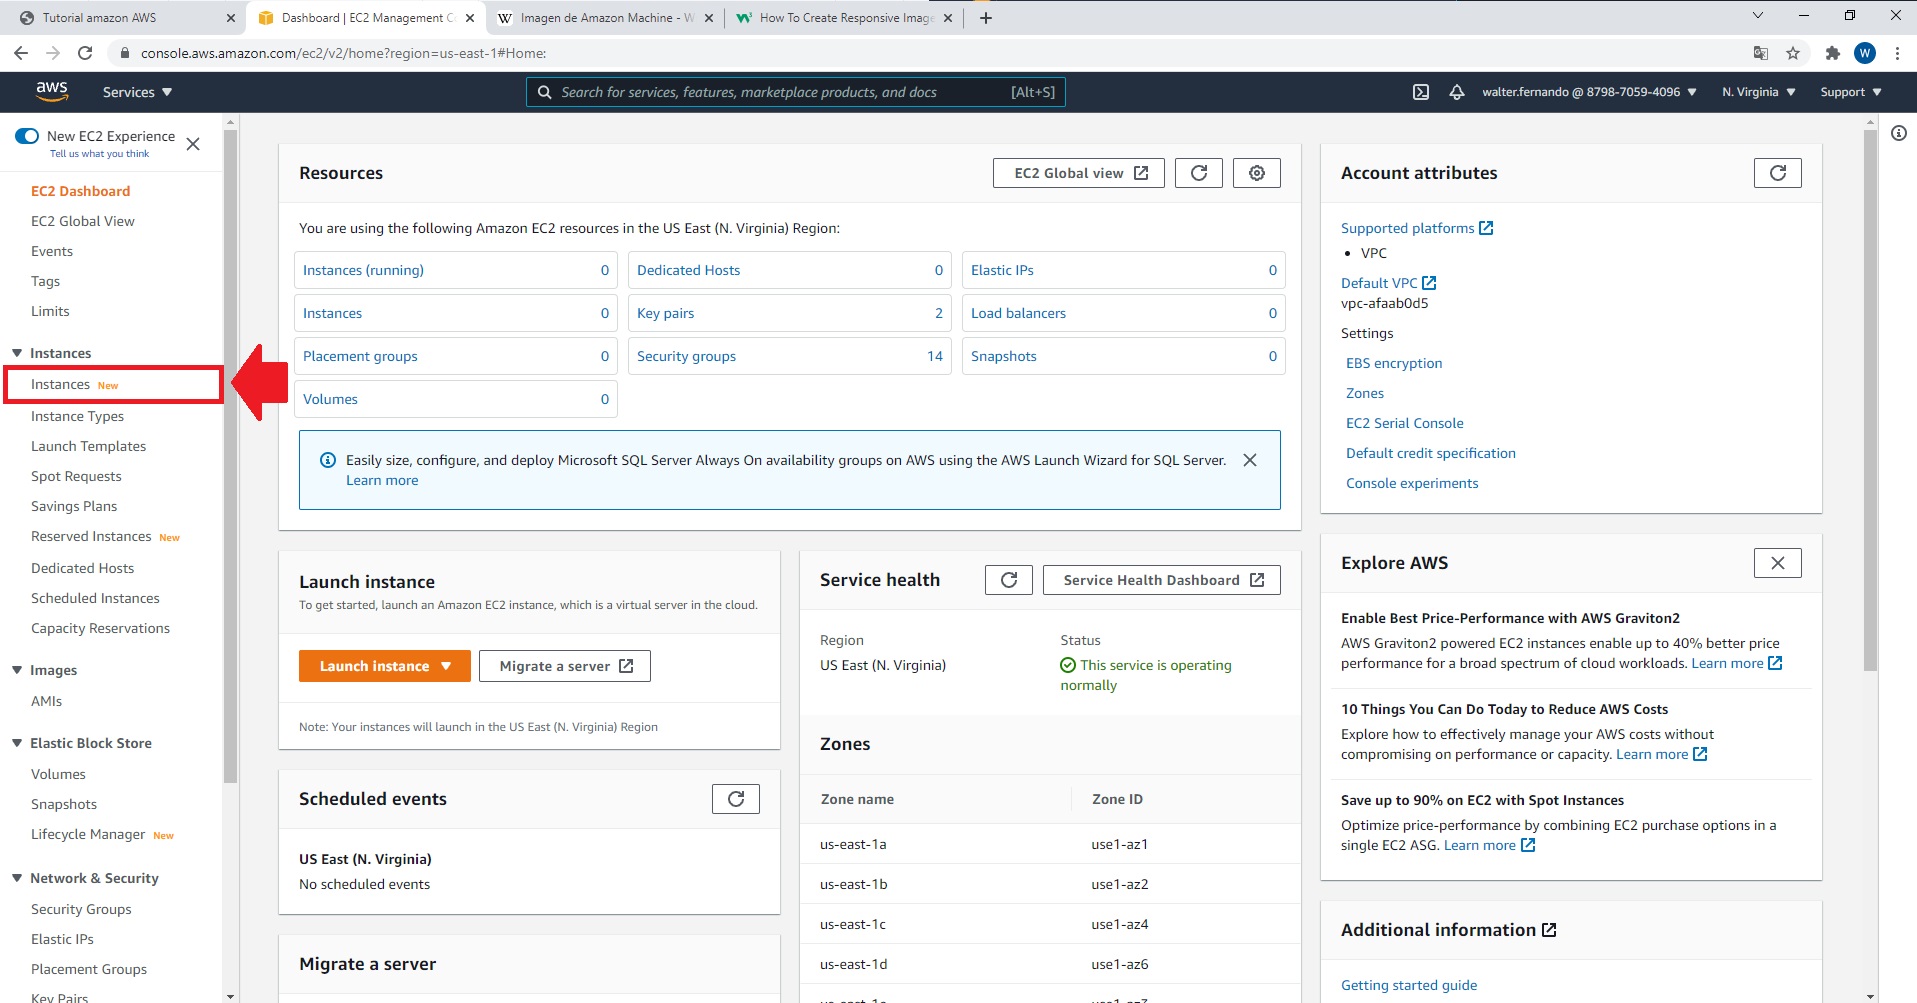 Tutorial amazon AWS
Dashboard | EC2 Management C
Imagen de Amazon Machine - W
How To Create Responsive Image
console.aws.amazon.com/ec2/v2/home?region=us-east-1#Home:
W
aws
Services
Search for services, features, marketplace products, and docs
[Alt+S]
walter.fernando @ 8798-7059-4096
N. Virginia
Support
New EC2 Experience
Tell us what you think
EC2 Dashboard
EC2 Global View
Events
Tags
Limits
Instances
Instances New
Instance Types
Launch Templates
Spot Requests
Savings Plans
Reserved Instances New
Dedicated Hosts
Scheduled Instances
Capacity Reservations
Images
AMIs
Elastic Block Store
Volumes
Snapshots
Lifecycle Manager New
Network & Security
Security Groups
Elastic IPs
Placement Groups
Key Pairs
Resources
EC2 Global view
You are using the following Amazon EC2 resources in the US East (N. Virginia) Region:
Instances (running) 0
Dedicated Hosts 0
Elastic IPs 0
Instances 0
Key pairs 2
Load balancers 0
Placement groups 0
Security groups 14
Snapshots 0
Volumes 0
Easily size, configure, and deploy Microsoft SQL Server Always On availability groups on AWS using the AWS Launch Wizard for SQL Server.
Learn more
Launch instance
To get started, launch an Amazon EC2 instance, which is a virtual server in the cloud.
Launch instance
Migrate a server
Note: Your instances will launch in the US East (N. Virginia) Region
Scheduled events
US East (N. Virginia)
No scheduled events
Migrate a server
Service health
Service Health Dashboard
Region
US East (N. Virginia)
Status
This service is operating
normally
Zones
Zone name Zone ID
us-east-1a use1-az1
us-east-1b use1-az2
us-east-1c use1-az4
us-east-1d use1-az6
Account attributes
Supported platforms
• VPC
Default VPC
vpc-afaab0d5
Settings
EBS encryption
Zones
EC2 Serial Console
Default credit specification
Console experiments
Explore AWS
Enable Best Price-Performance with AWS Graviton2
AWS Graviton2 powered EC2 instances enable up to 40% better price
performance for a broad spectrum of cloud workloads. Learn more
10 Things You Can Do Today to Reduce AWS Costs
Explore how to effectively manage your AWS costs without
compromising on performance or capacity. Learn more
Save up to 90% on EC2 with Spot Instances
Optimize price-performance by combining EC2 purchase options in a
single EC2 ASG. Learn more
Additional information
Getting started guide